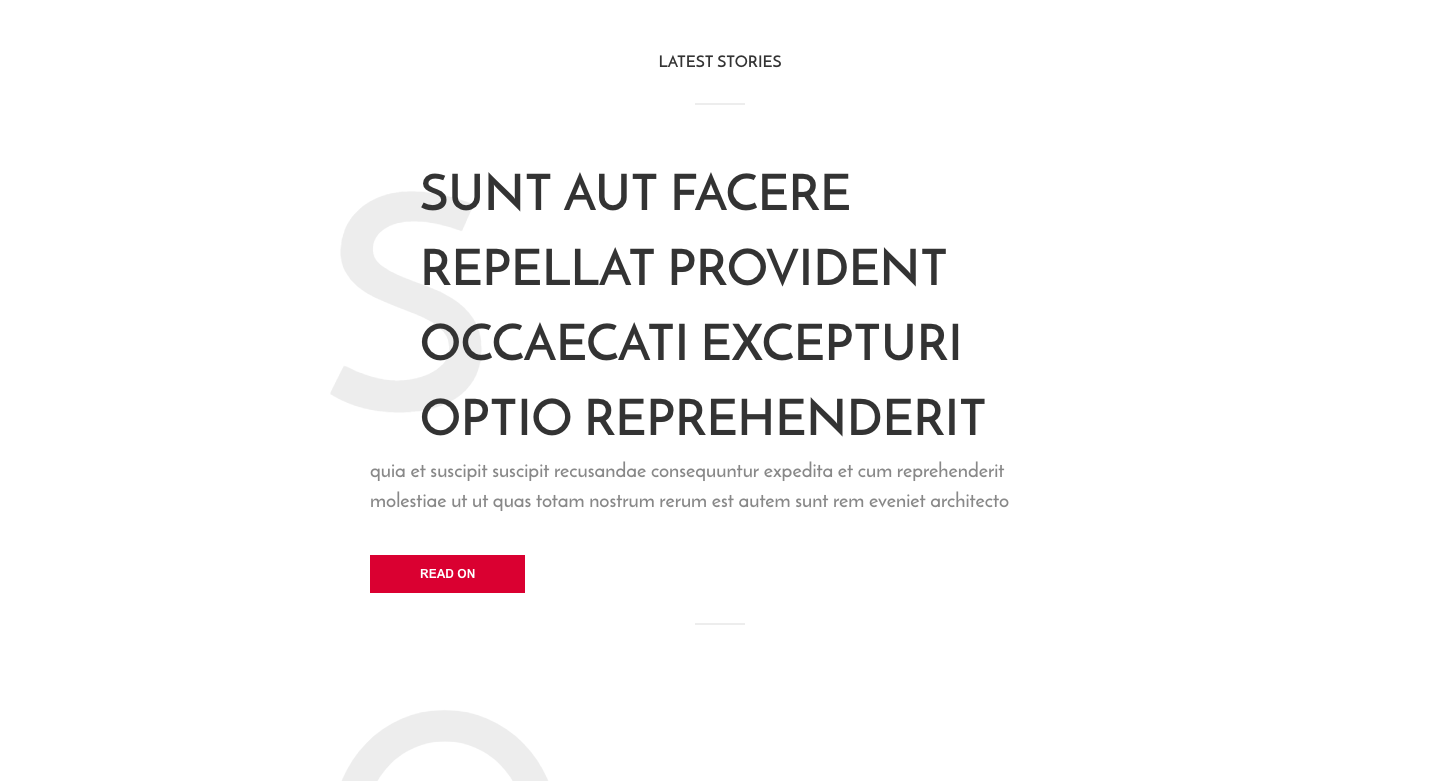 LATEST STORIES
S
SUNT AUT FACERE
REPELLAT PROVIDENT
OCCAECATI EXCEPTURI
OPTIO REPREHENDERIT
quia et suscipit suscipit recusandae consequuntur expedita et cum reprehenderit
molestiae ut ut quas totam nostrum rerum est autem sunt rem eveniet architecto
READ ON